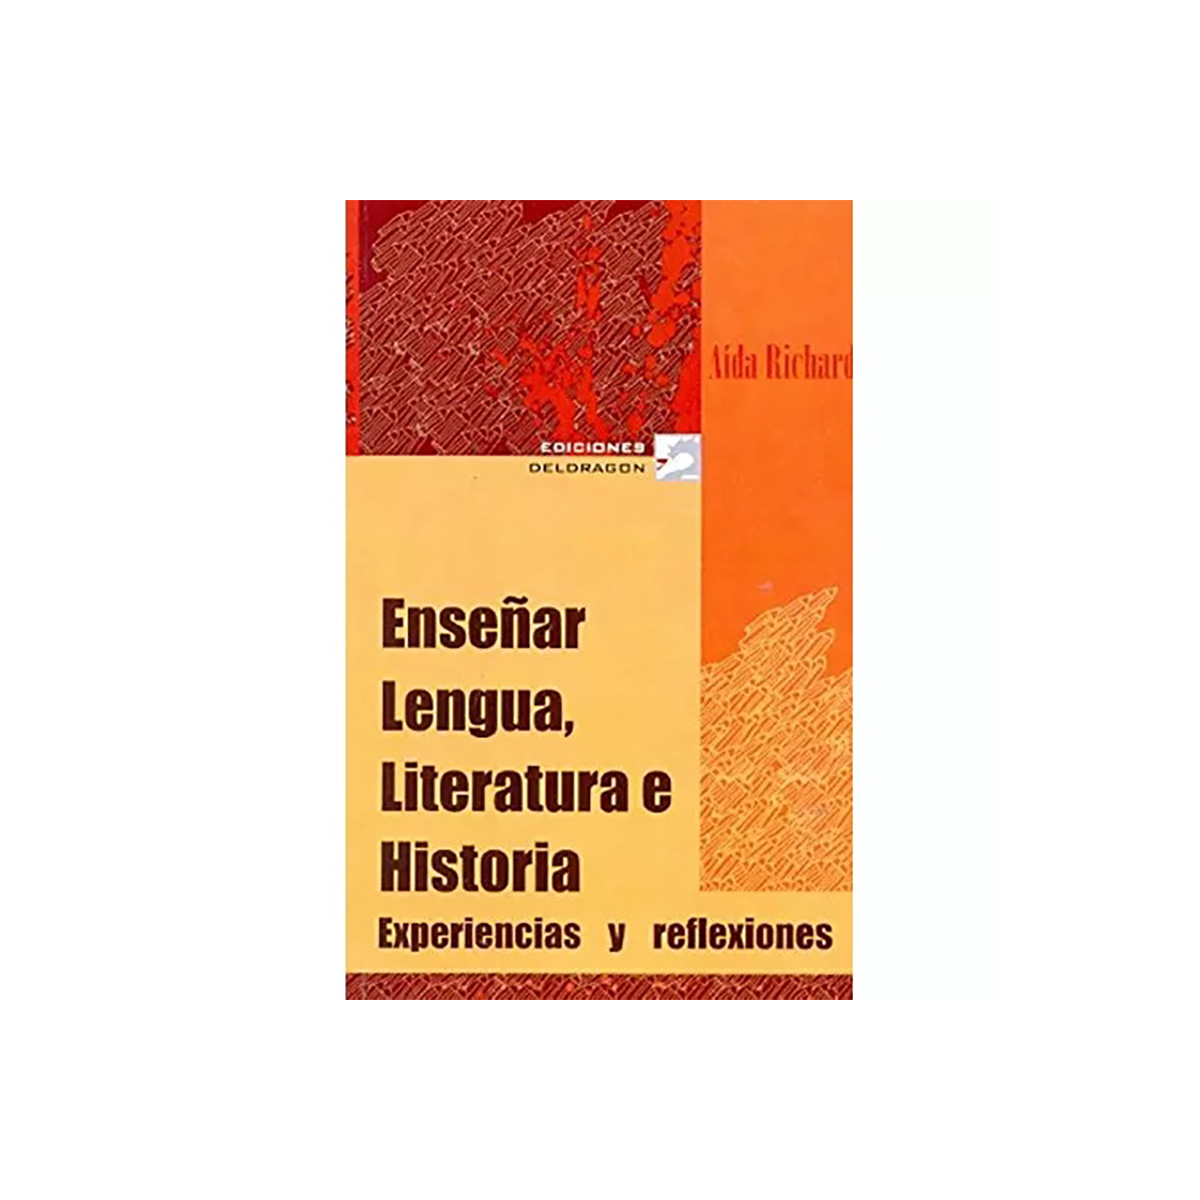 Aída Richard
EDICIONES
DELDRAGON
Enseñar
Lengua,
Literatura e
Historia
Experiencias y reflexiones